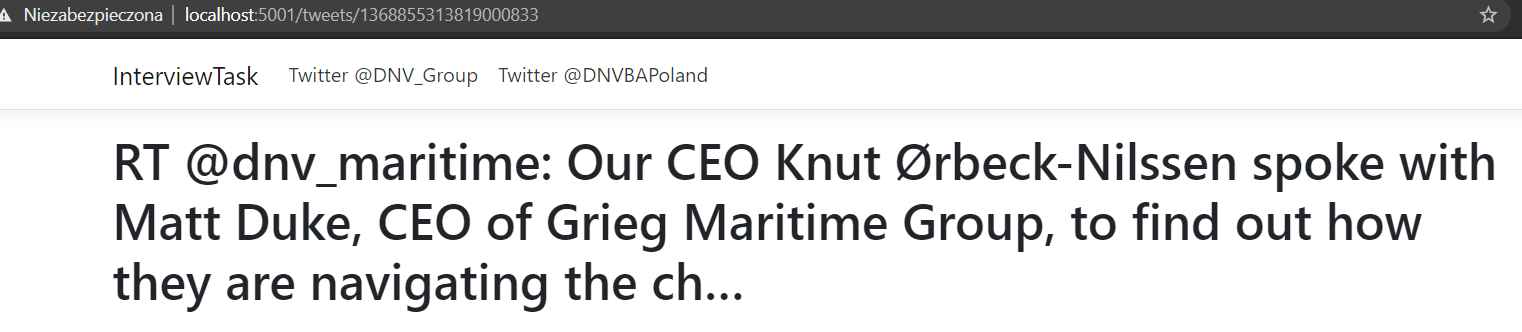 Niezabezpieczona | localhost:5001/tweets/1368855313819000833
InterviewTask Twitter @DNV_Group Twitter @DNVBAPoland
RT @dnv_maritime: Our CEO Knut Ørbeck-Nilssen spoke with
Matt Duke, CEO of Grieg Maritime Group, to find out how
they are navigating the ch…